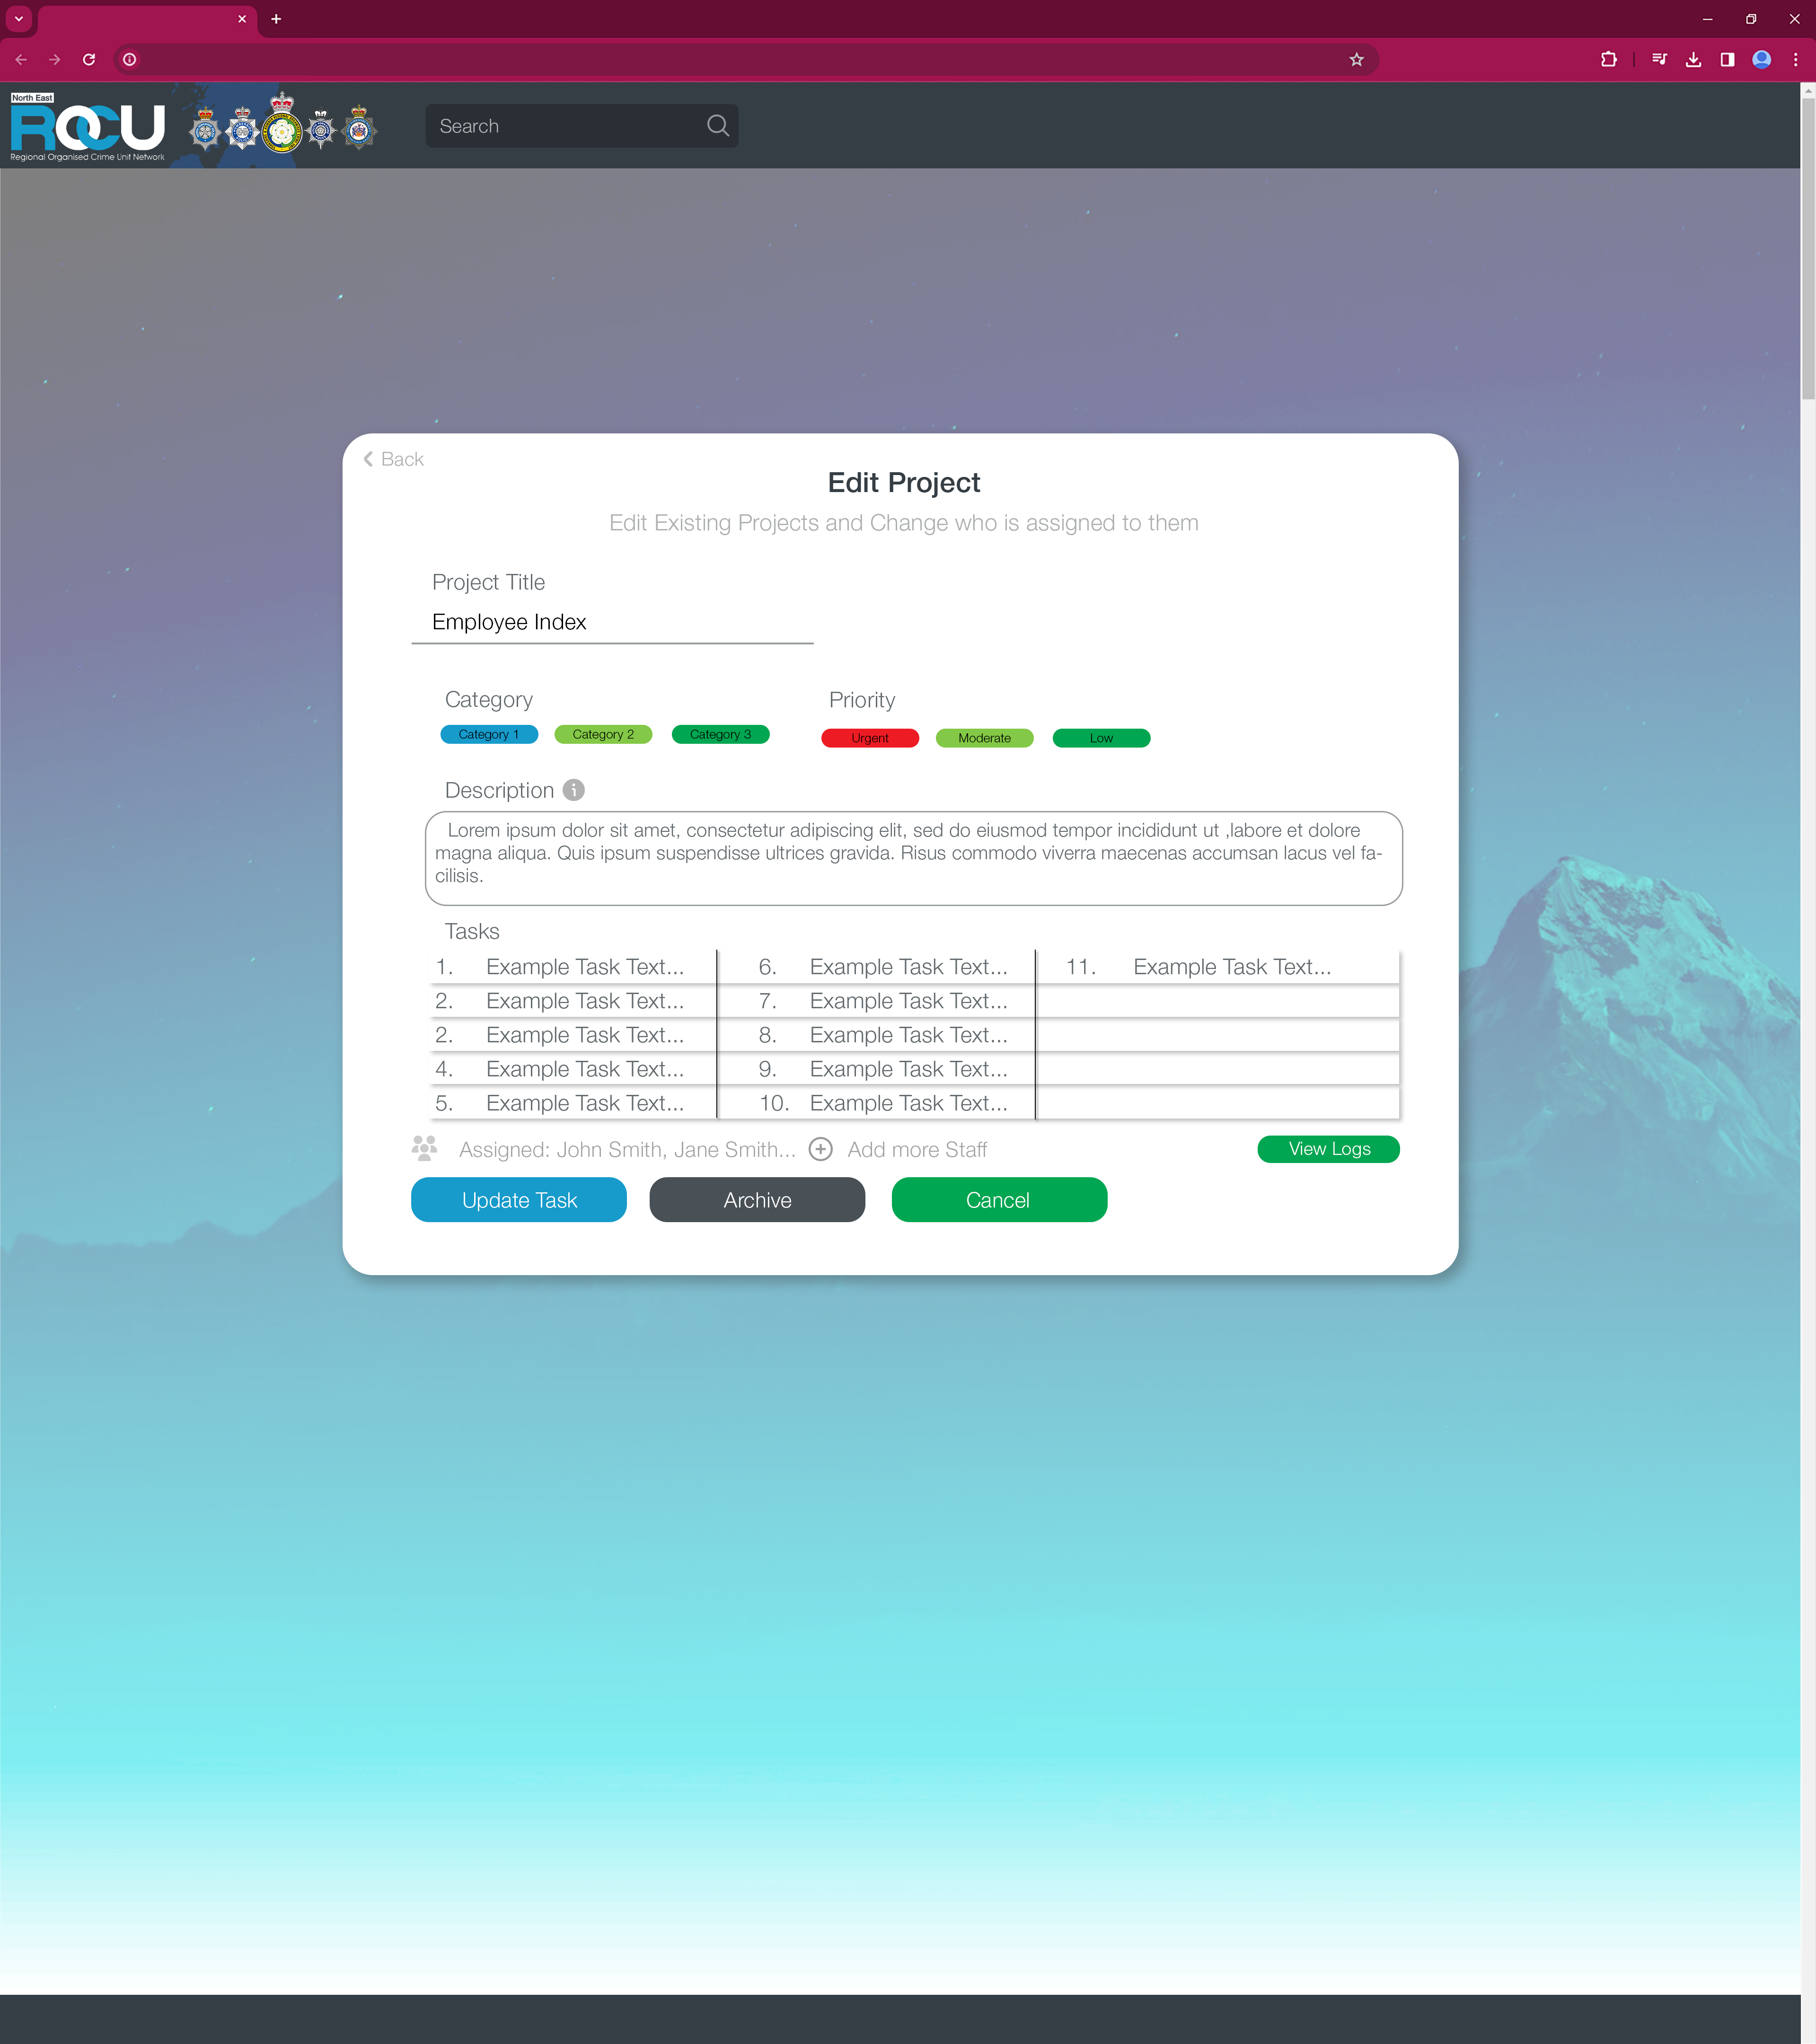 North East
ROCU
Regional Organised Crime Unit Network
Search
Back
Edit Project
Edit Existing Projects and Change who is assigned to them
Project Title
Employee Index
Category
Priority
Category 1
Category 2
Category 3
Urgent
Moderate
Low
Description
Lorem ipsum dolor sit amet, consectetur adipiscing elit, sed do eiusmod tempor incididunt ut ,labore et dolore
magna aliqua. Quis ipsum suspendisse ultrices gravida. Risus commodo viverra maecenas accumsan lacus vel fa-
cilisis.
Tasks
1. Example Task Text...
2. Example Task Text...
2. Example Task Text...
4. Example Task Text...
5. Example Task Text...
6. Example Task Text...
7. Example Task Text...
8. Example Task Text...
9. Example Task Text...
10. Example Task Text...
11. Example Task Text...
Assigned: John Smith, Jane Smith...
Add more Staff
View Logs
Update Task
Archive
Cancel